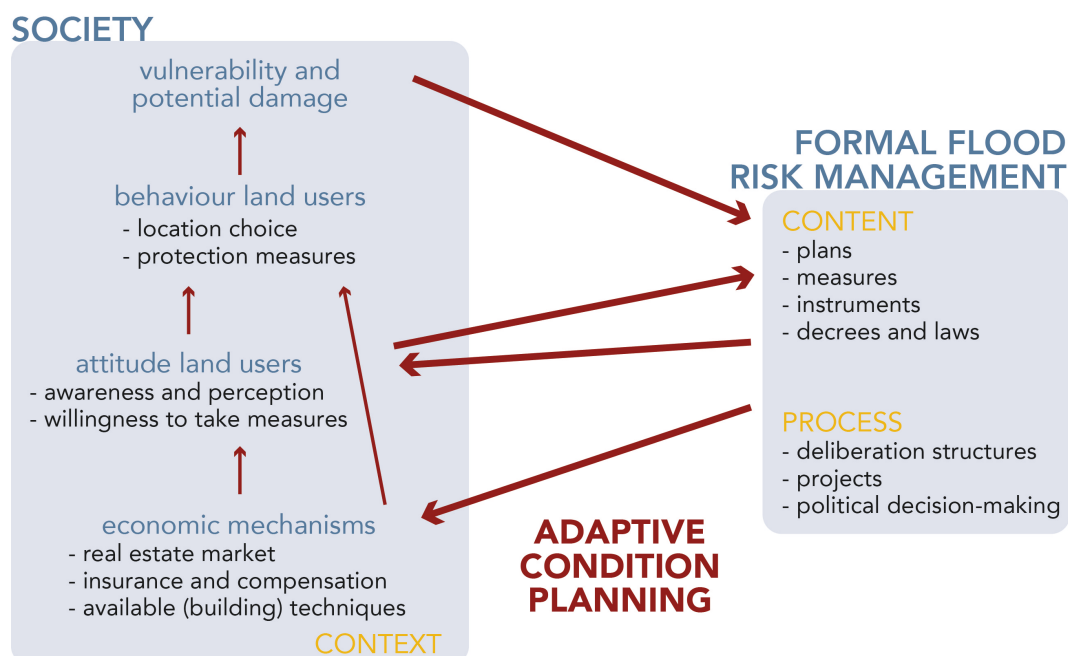 SOCIETY
vulnerability and
potential damage
behaviour land users
- location choice
- protection measures
attitude land users
- awareness and perception
- willingness to take measures
economic mechanisms
- real estate market
- insurance and compensation
- available (building) techniques
CONTEXT
ADAPTIVE
CONDITION
PLANNING
FORMAL FLOOD
RISK MANAGEMENT
CONTENT
- plans
- measures
- instruments
- decrees and laws
PROCESS
- deliberation structures
- projects
- political decision-making